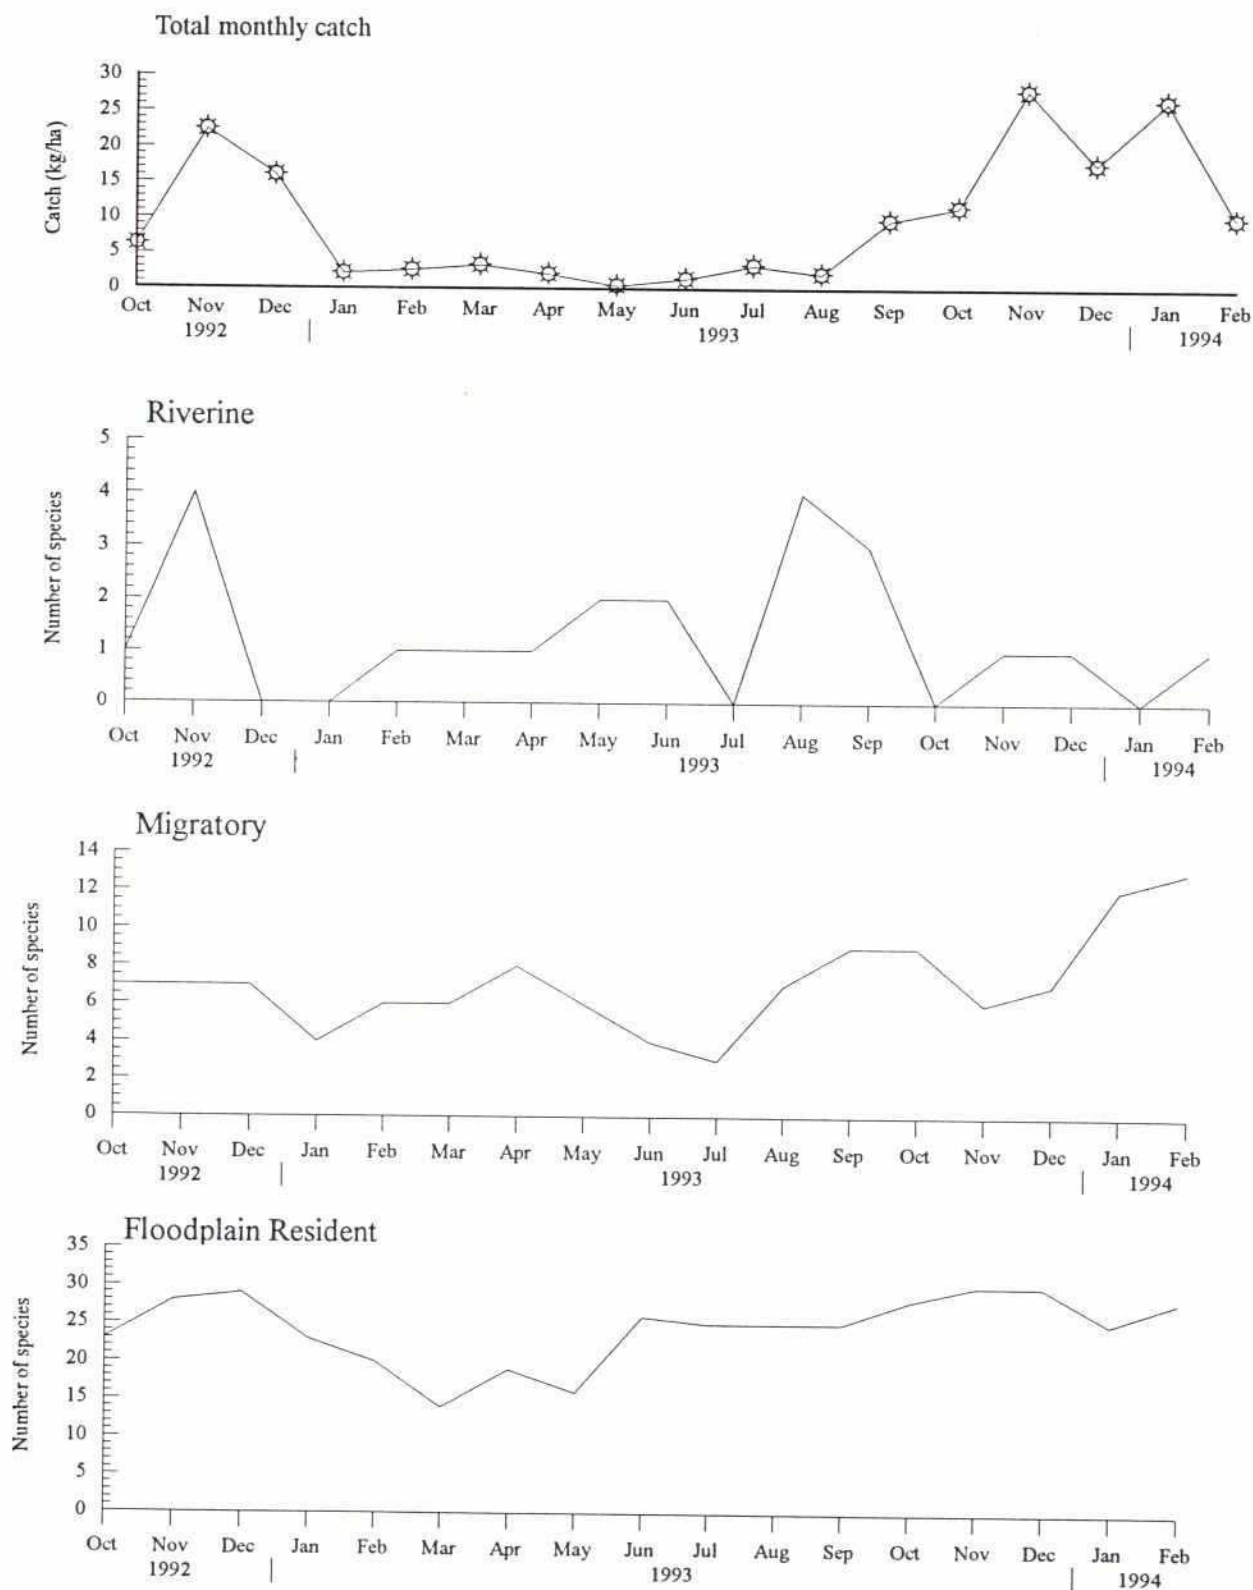 Total monthly catch
30
25
20
15
10
5
0
Catch (kg/ha)
Oct Nov Dec Jan Feb Mar Apr May Jun Jul Aug Sep Oct Nov Dec Jan Feb
1992 | 1993 | 1994
Riverine
5
4
3
2
1
0
Number of species
Oct Nov Dec Jan Feb Mar Apr May Jun Jul Aug Sep Oct Nov Dec Jan Feb
1992 | 1993 | 1994
Migratory
14
12
10
8
6
4
2
0
Number of species
Oct Nov Dec Jan Feb Mar Apr May Jun Jul Aug Sep Oct Nov Dec Jan Feb
1992 | 1993 | 1994
Floodplain Resident
35
30
25
20
15
10
5
0
Number of species
Oct Nov Dec Jan Feb Mar Apr May Jun Jul Aug Sep Oct Nov Dec Jan Feb
1992 | 1993 | 1994